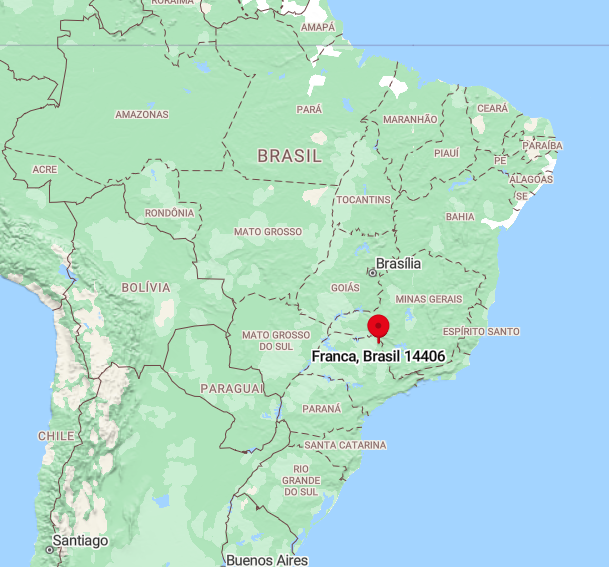 RORAIMA
AMAPÁ
AMAZONAS
PARÁ
MARANHÃO
CEARÁ
PARAÍBA
PIAUÍ
PE
BRASIL
ACRE
ALAGOAS
SE
TOCANTINS
RONDÔNIA
BAHIA
MATO GROSSO
Brasília
BOLÍVIA
GOIÁS
MINAS GERAIS
ESPÍRITO SANTO
MATO GROSSO
DO SUL
Franca, Brasil 14406
PARAGUAI
PARANÁ
CHILE
SANTA CATARINA
RIO
GRANDE
DO SUL
Santiago
Buenos Aires